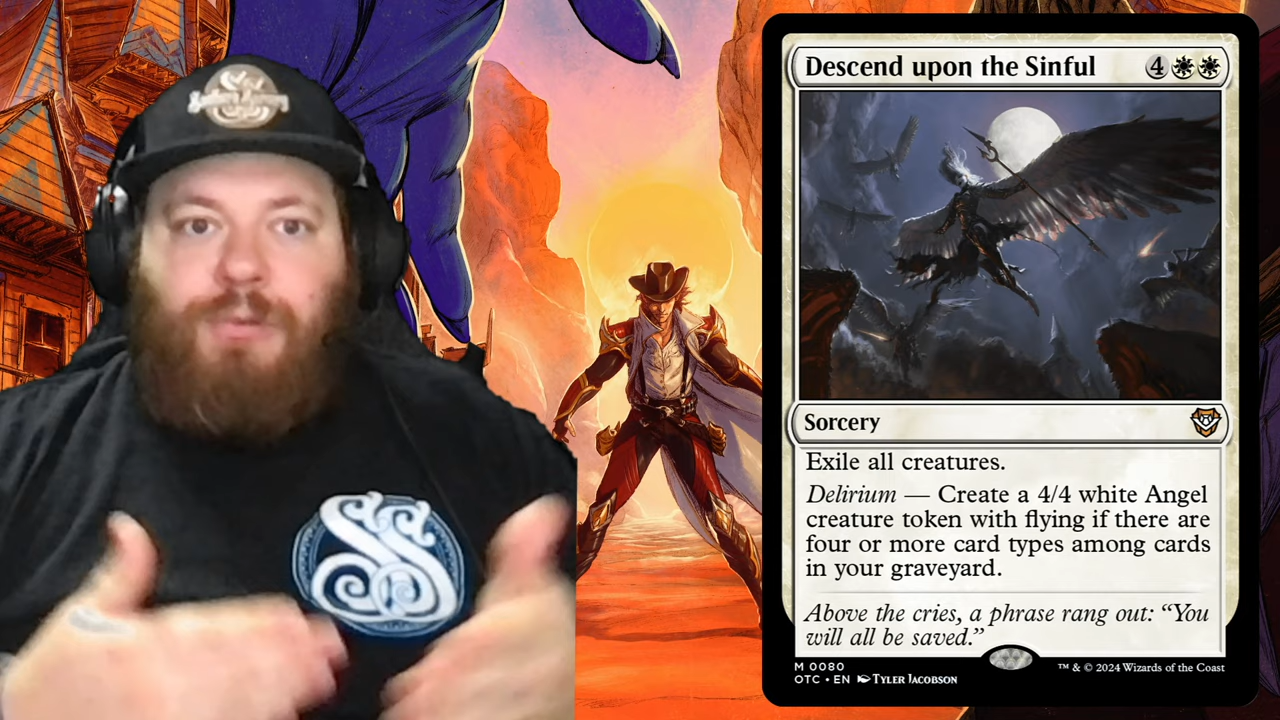 Descend upon the Sinful 4
Sorcery
Exile all creatures.
Delirium — Create a 4/4 white Angel
creature token with flying if there are
four or more card types among cards
in your graveyard.
Above the cries, a phrase rang out: “You
will all be saved.”
M 0080
OTC • EN TYLER JACOBSON
™ & © 2024 Wizards of the Coast